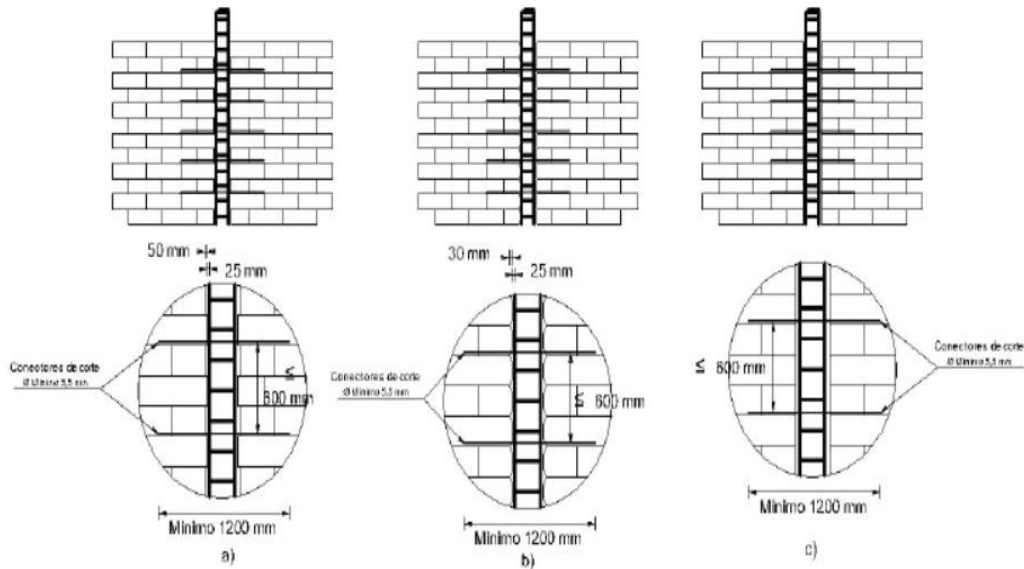 50 mm
25 mm
Conectores de corte
Ø Mínimo 5,5 mm
≤
600 mm
Mínimo 1200 mm
a)
30 mm
25 mm
Conectores de corte
Ø Mínimo 5,5 mm
≤ 600 mm
Mínimo 1200 mm
b)
Conectores de corte
Ø Mínimo 5,5 mm
≤ 600 mm
Mínimo 1200 mm
c)